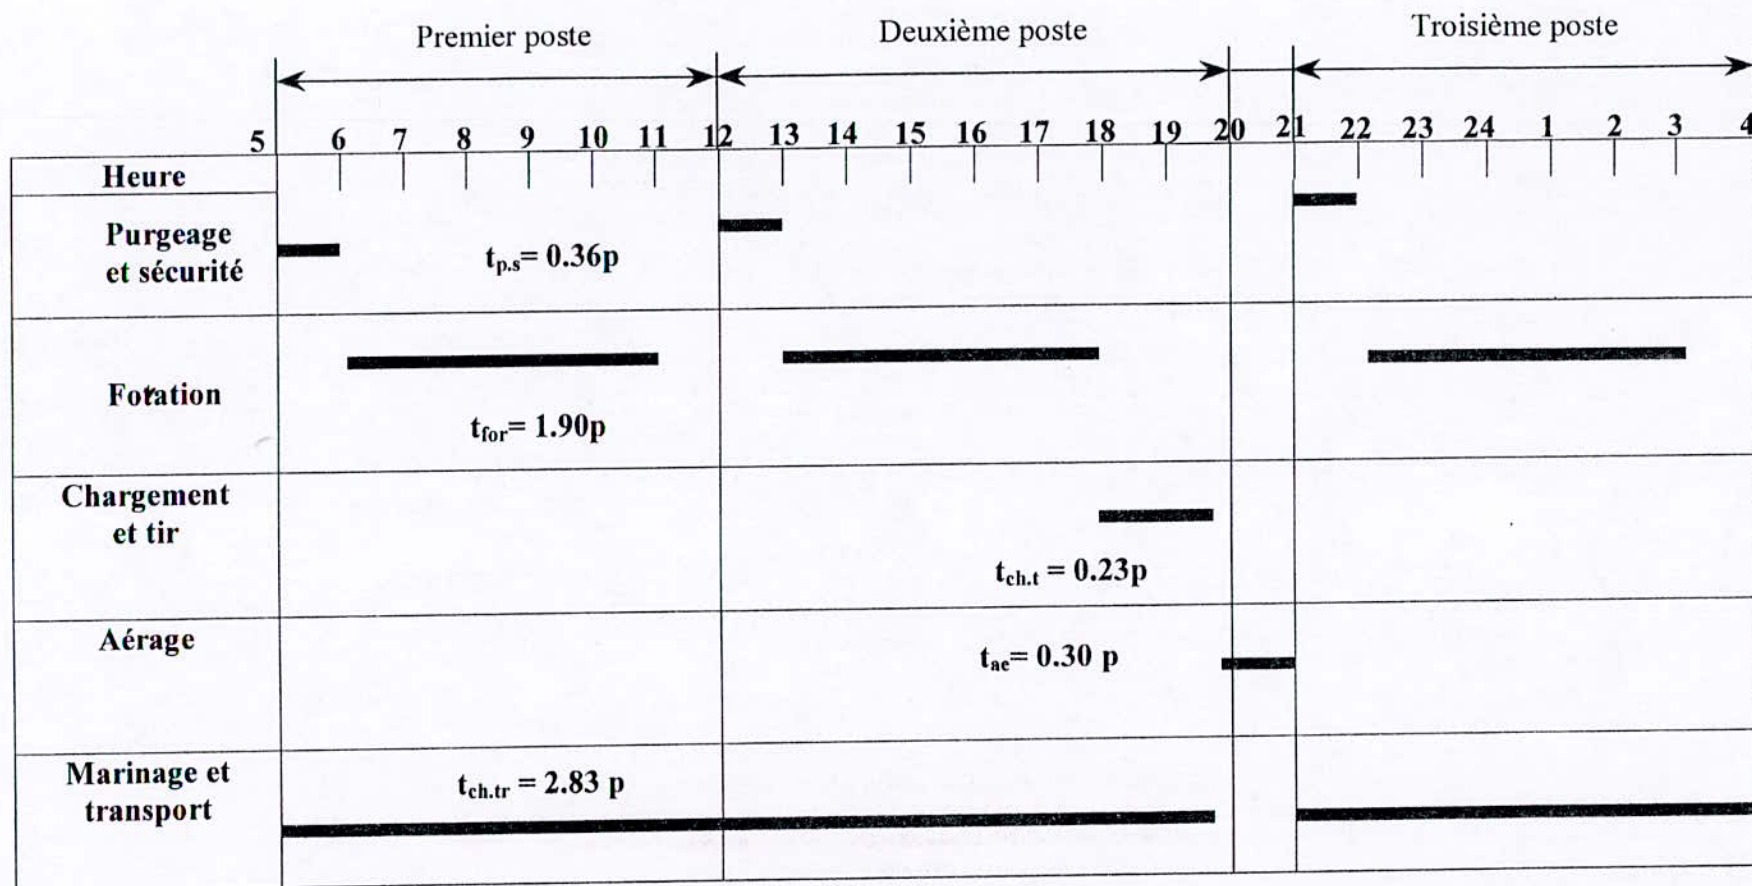 Premier poste
Deuxième poste
Troisième poste
5 6 7 8 9 10 11 12 13 14 15 16 17 18 19 20 21 22 23 24 1 2 3 4
Heure
Purgeage
et sécurité
tp.s= 0.36p
Foration
tfor= 1.90p
Chargement
et tir
tch.t = 0.23p
Aérage
tae= 0.30 p
Marinage et
transport
tch.tr = 2.83 p